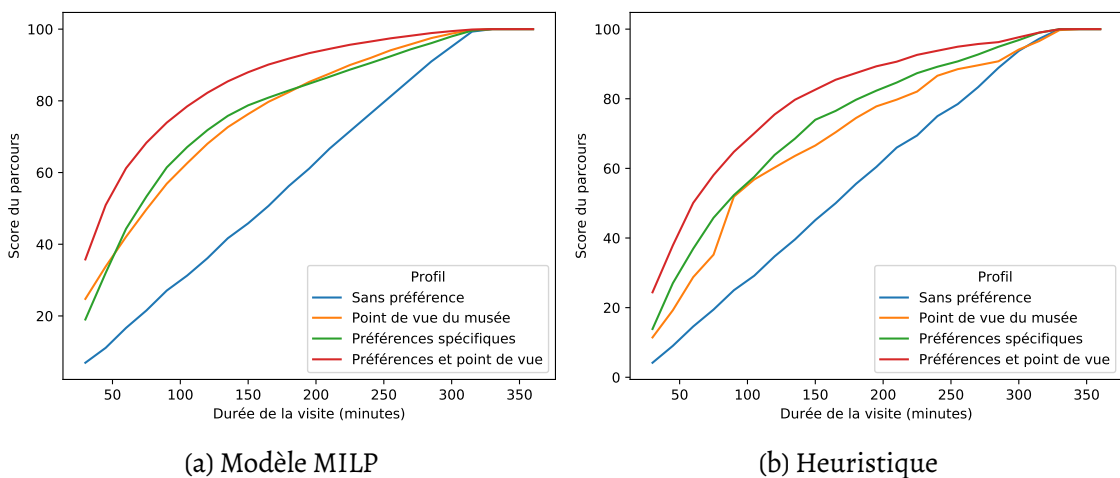 100
80
60
40
20
Score du parcours
50 100 150 200 250 300 350
Durée de la visite (minutes)
Profil
Sans préférence
Point de vue du musée
Préférences spécifiques
Préférences et point de vue
(a) Modèle MILP
100
80
60
40
20
0
Score du parcours
50 100 150 200 250 300 350
Durée de la visite (minutes)
Profil
Sans préférence
Point de vue du musée
Préférences spécifiques
Préférences et point de vue
(b) Heuristique